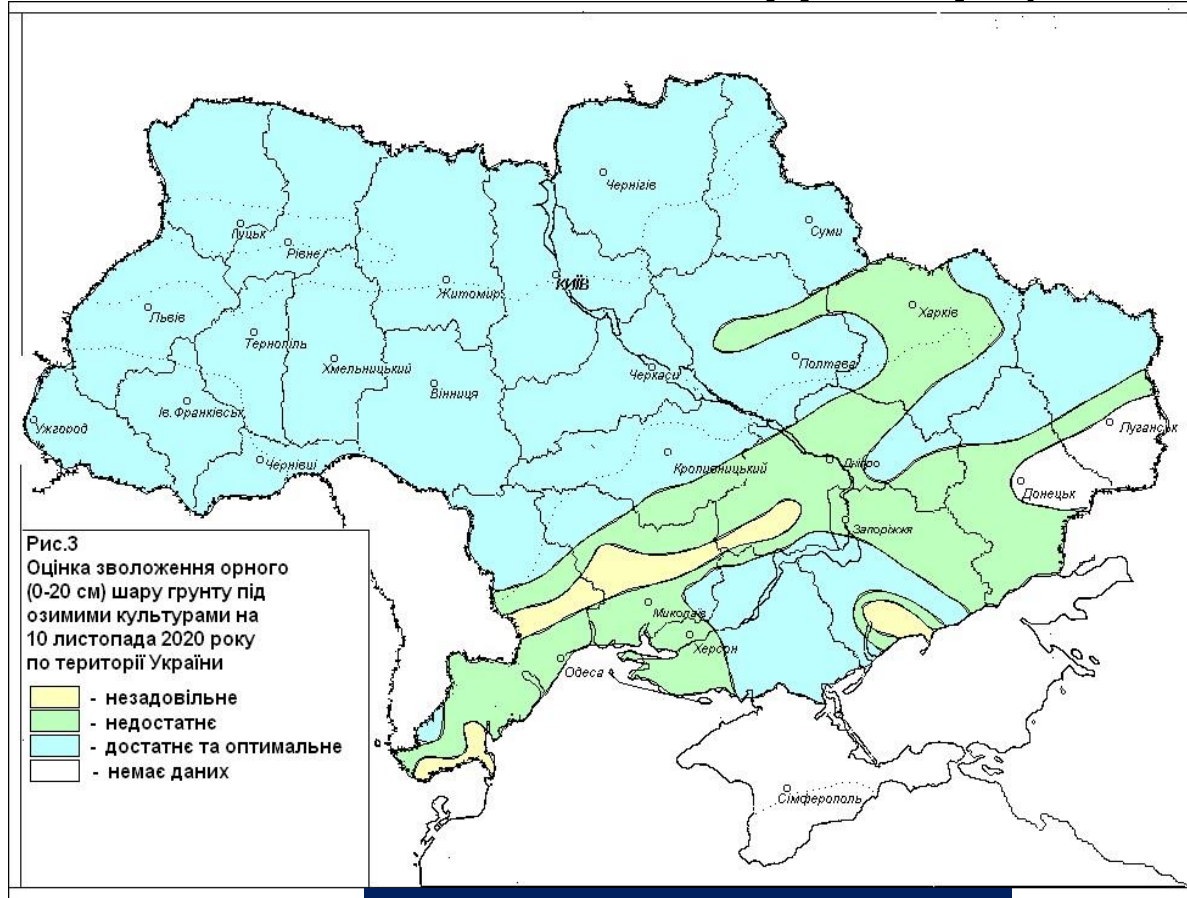 Чернігів
Суми
Луцьк
Рівне
Житомир
КИЇВ
Харків
Львів
Тернопіль
Хмельницький
Черкаси
Полтава
Вінниця
Ів.Франківськ
Ужгород
Луганськ
Чернівці
Кропивницький
Дніпро
Донецьк
Запоріжжя
Миколаїв
Херсон
Одеса
Сімферополь
Рис.3
Оцінка зволоження орного
(0-20 см) шару грунту під
озимими культурами на
10 листопада 2020 року
по території України
- незадовільне
- недостатнє
- достатнє та оптимальне
- немає даних